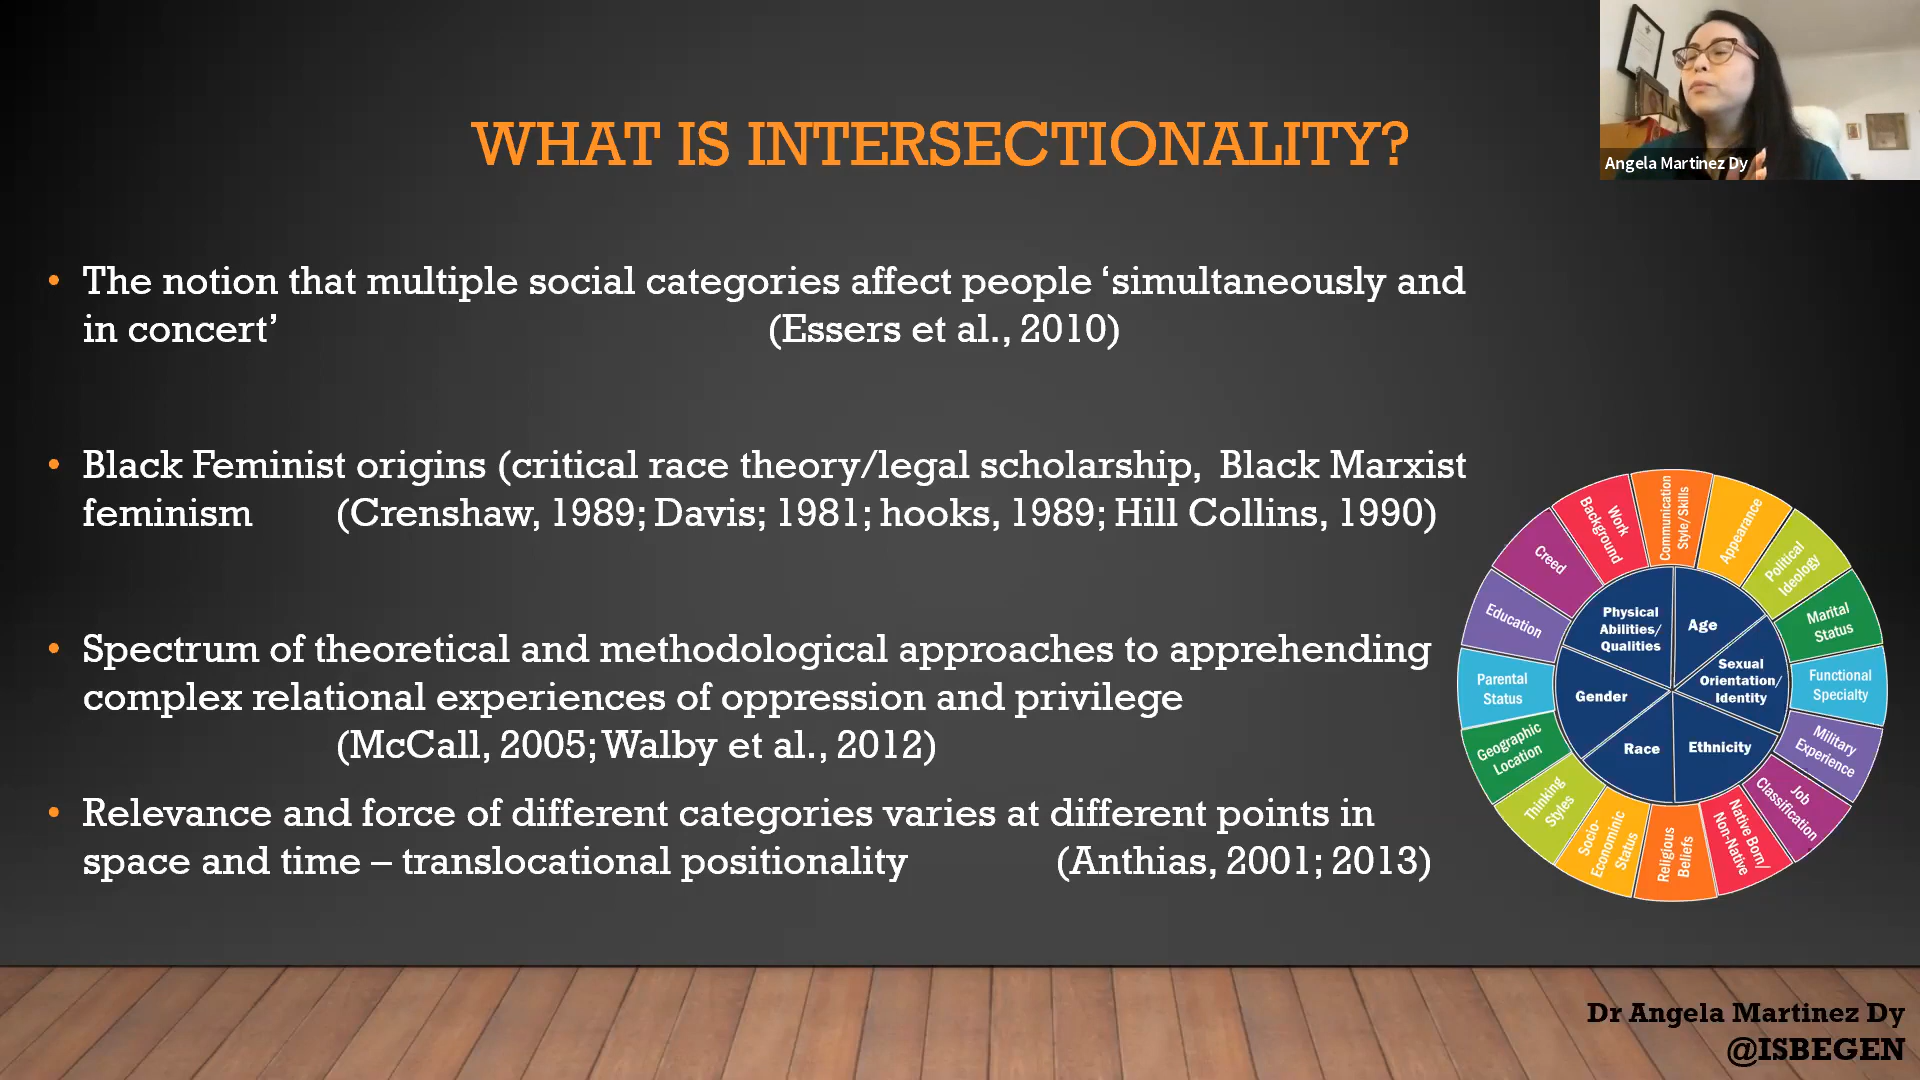 WHAT IS INTERSECTIONALITY?
Angela Martinez Dy
• The notion that multiple social categories affect people ‘simultaneously and
in concert’ (Essers et al., 2010)
• Black Feminist origins (critical race theory/legal scholarship, Black Marxist
feminism (Crenshaw, 1989; Davis; 1981; hooks, 1989; Hill Collins, 1990)
• Spectrum of theoretical and methodological approaches to apprehending
complex relational experiences of oppression and privilege
(McCall, 2005; Walby et al., 2012)
• Relevance and force of different categories varies at different points in
space and time – translocational positionality (Anthias, 2001; 2013)
Communication
Style/Skills
Appearance
Political
Ideology
Marital
Status
Functional
Specialty
Military
Experience
Job
Classification
Native Born/
Non-Native
Religious
Beliefs
Socio-
Economic
Status
Thinking
Styles
Geographic
Location
Parental
Status
Education
Creed
Work
Background
Physical
Abilities/
Qualities
Age
Sexual
Orientation/
Identity
Ethnicity
Race
Gender
Dr Angela Martinez Dy
@ISBEGEN